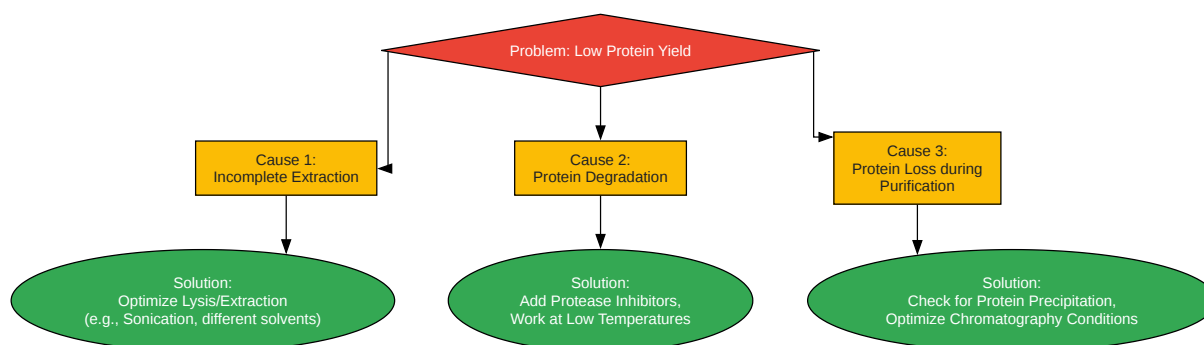 Problem: Low Protein Yield
Cause 1:
Incomplete Extraction
Cause 2:
Protein Degradation
Cause 3:
Protein Loss during
Purification
Solution:
Optimize Lysis/Extraction
(e.g., Sonication, different solvents)
Solution:
Add Protease Inhibitors,
Work at Low Temperatures
Solution:
Check for Protein Precipitation,
Optimize Chromatography Conditions